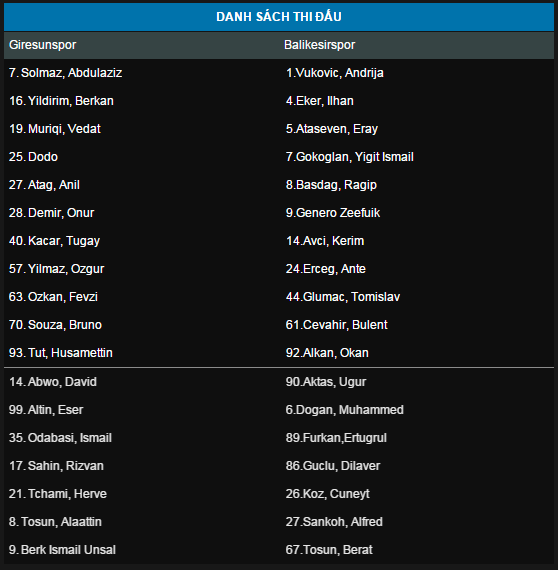 DANH SÁCH THI ĐẤU
Giresunspor Balikesirspor
7. Solmaz, Abdulaziz 1.Vukovic, Andrija
16. Yildirim, Berkan 4.Eker, Ilhan
19. Muriqi, Vedat 5.Ataseven, Eray
25. Dodo 7.Gokoglan, Yigit Ismail
27. Atag, Anil 8.Basdag, Ragip
28. Demir, Onur 9.Genero Zeefuik
40. Kacar, Tugay 14.Avci, Kerim
57. Yilmaz, Ozgur 24.Erceg, Ante
63. Ozkan, Fevzi 44.Glumac, Tomislav
70. Souza, Bruno 61.Cevahir, Bulent
93. Tut, Husamettin 92.Alkan, Okan
14. Abwo, David 90.Aktas, Ugur
99. Altin, Eser 6.Dogan, Muhammed
35. Odabasi, Ismail 89.Furkan,Ertugrul
17. Sahin, Rizvan 86.Guclu, Dilaver
21. Tchami, Herve 26.Koz, Cuneyt
8. Tosun, Alaattin 27.Sankoh, Alfred
9. Berk Ismail Unsal 67.Tosun, Berat